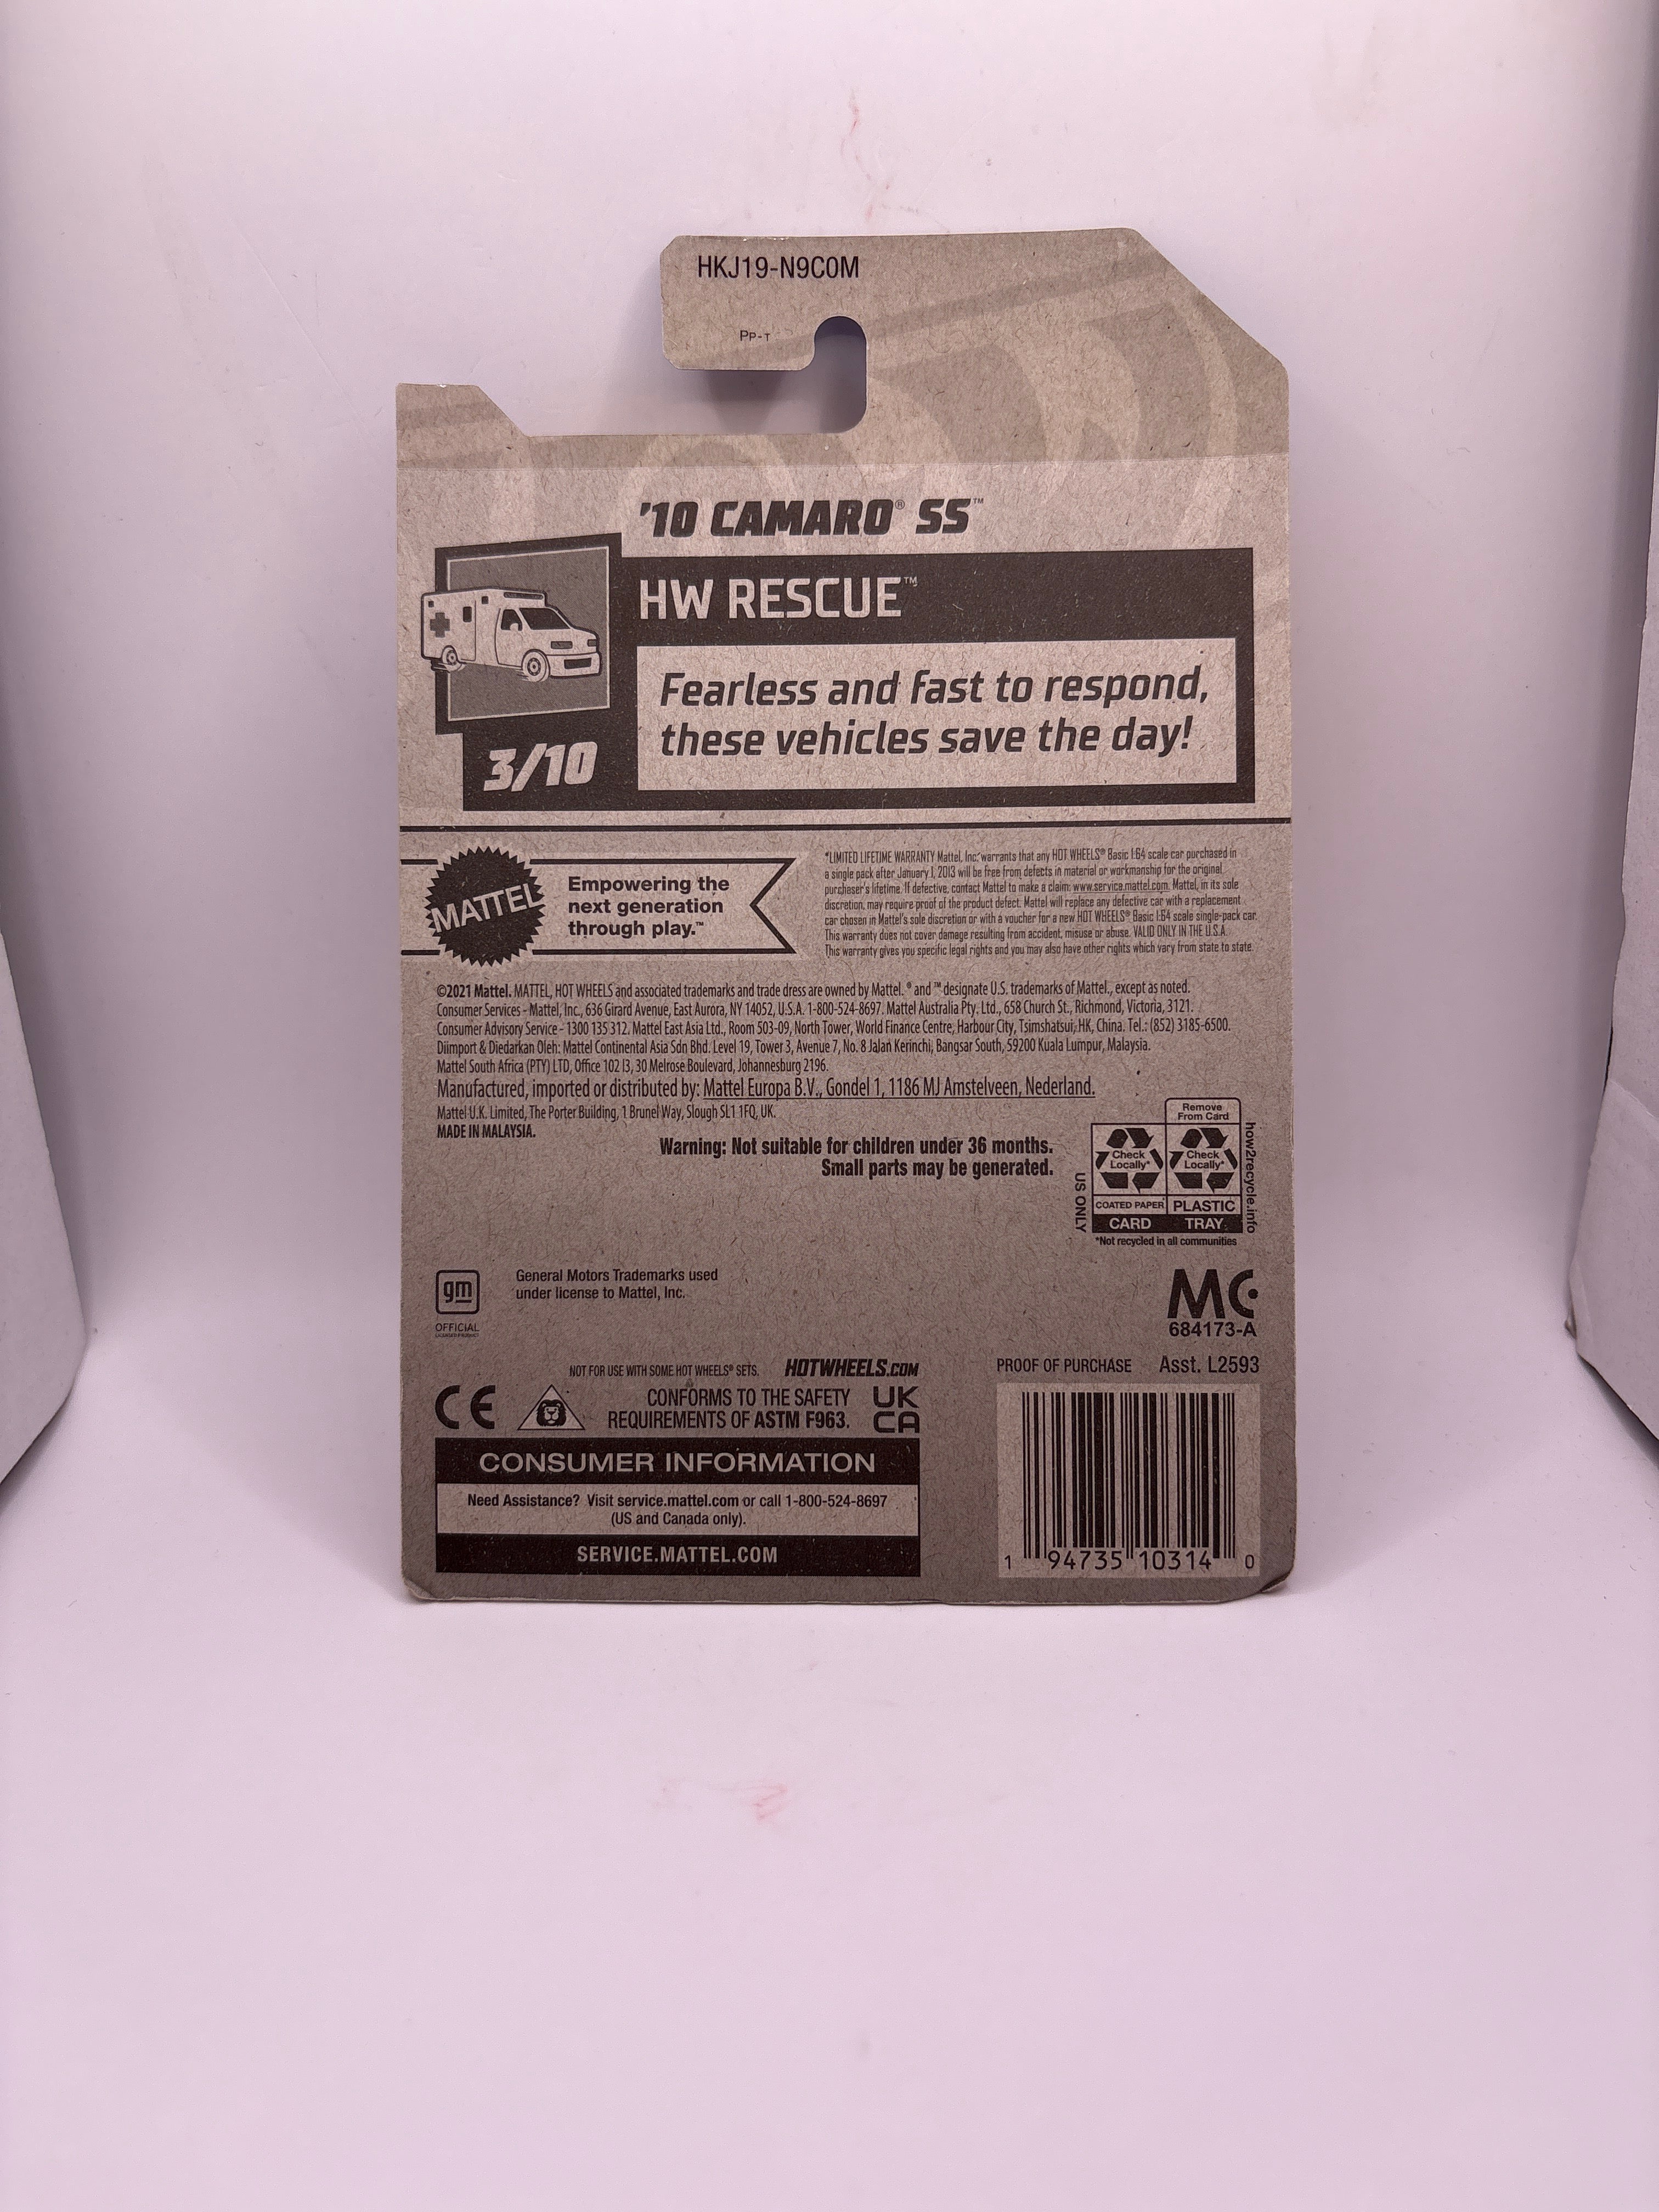 HKJ19-N9C0M
PP-T
'10 CAMARO® SS™
HW RESCUE™
Fearless and fast to respond,
these vehicles save the day!
3/10
MATTEL
Empowering the
next generation
through play.™
*LIMITED LIFETIME WARRANTY Mattel, Inc. warrants that any HOT WHEELS® Basic 1:64 scale car purchased in
a single pack after January 1, 2013 will be free from defects in material or workmanship for the original
purchaser's lifetime. If defective, contact Mattel to make a claim: www.service.mattel.com. Mattel, in its sole
discretion, may require proof of the product defect. Mattel will replace any defective car with a replacement
car chosen in Mattel's sole discretion or with a voucher for a new HOT WHEELS® Basic 1:64 scale single-pack car.
This warranty does not cover damage resulting from accident, misuse or abuse. VALID ONLY IN THE U.S.A.
This warranty gives you specific legal rights and you may also have other rights which vary from state to state.
©2021 Mattel. MATTEL, HOT WHEELS and associated trademarks and trade dress are owned by Mattel. ® and ™ designate U.S. trademarks of Mattel., except as noted.
Consumer Services - Mattel, Inc., 636 Girard Avenue, East Aurora, NY 14052, U.S.A. 1-800-524-8697. Mattel Australia Pty. Ltd., 658 Church St., Richmond, Victoria, 3121.
Consumer Advisory Service - 1300 135 312. Mattel East Asia Ltd., Room 503-09, North Tower, World Finance Centre, Harbour City, Tsimshatsui, HK, China. Tel.: (852) 3185-6500.
Diimport & Diedarkan Oleh: Mattel Continental Asia Sdn Bhd. Level 19, Tower 3, Avenue 7, No. 8 Jalan Kerinchi, Bangsar South, 59200 Kuala Lumpur, Malaysia.
Mattel South Africa (PTY) LTD, Office 102 I3, 30 Melrose Boulevard, Johannesburg 2196.
Manufactured, imported or distributed by: Mattel Europa B.V., Gondel 1, 1186 MJ Amstelveen, Nederland.
Mattel U.K. Limited, The Porter Building, 1 Brunel Way, Slough SL1 1FQ, UK.
MADE IN MALAYSIA.
Warning: Not suitable for children under 36 months.
Small parts may be generated.
US ONLY
Remove
From Card
Check
Locally*
Check
Locally*
COATED PAPER
PLASTIC
CARD
TRAY
how2recycle.info
*Not recycled in all communities
gm
OFFICIAL
LICENSED PRODUCT
General Motors Trademarks used
under license to Mattel, Inc.
MC
684173-A
NOT FOR USE WITH SOME HOT WHEELS® SETS.
HOTWHEELS.COM
CE
CONFORMS TO THE SAFETY
REQUIREMENTS OF ASTM F963.
UK
CA
CONSUMER INFORMATION
Need Assistance? Visit service.mattel.com or call 1-800-524-8697
(US and Canada only).
SERVICE.MATTEL.COM
PROOF OF PURCHASE Asst. L2593
1 94735 10314 0